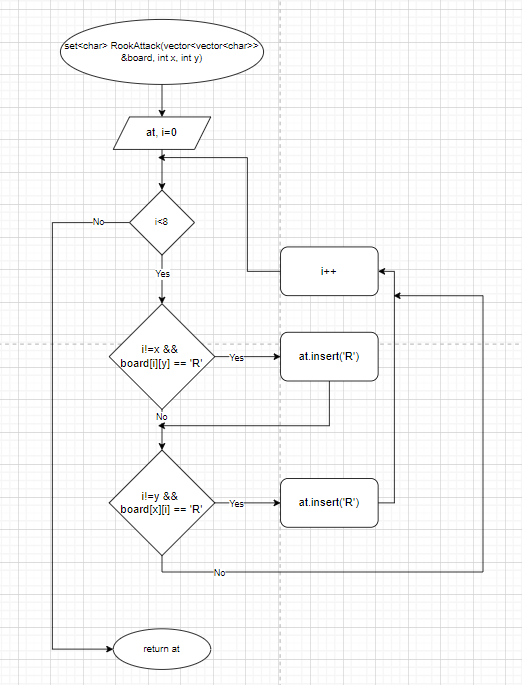 set<char> RookAttack(vector<vector<char>>
&board, int x, int y)
at, i=0
No
i<8
Yes
i++
i!=x &&
board[i][y] == 'R'
Yes
at.insert('R')
No
i!=y &&
board[x][i] == 'R'
Yes
at.insert('R')
No
return at